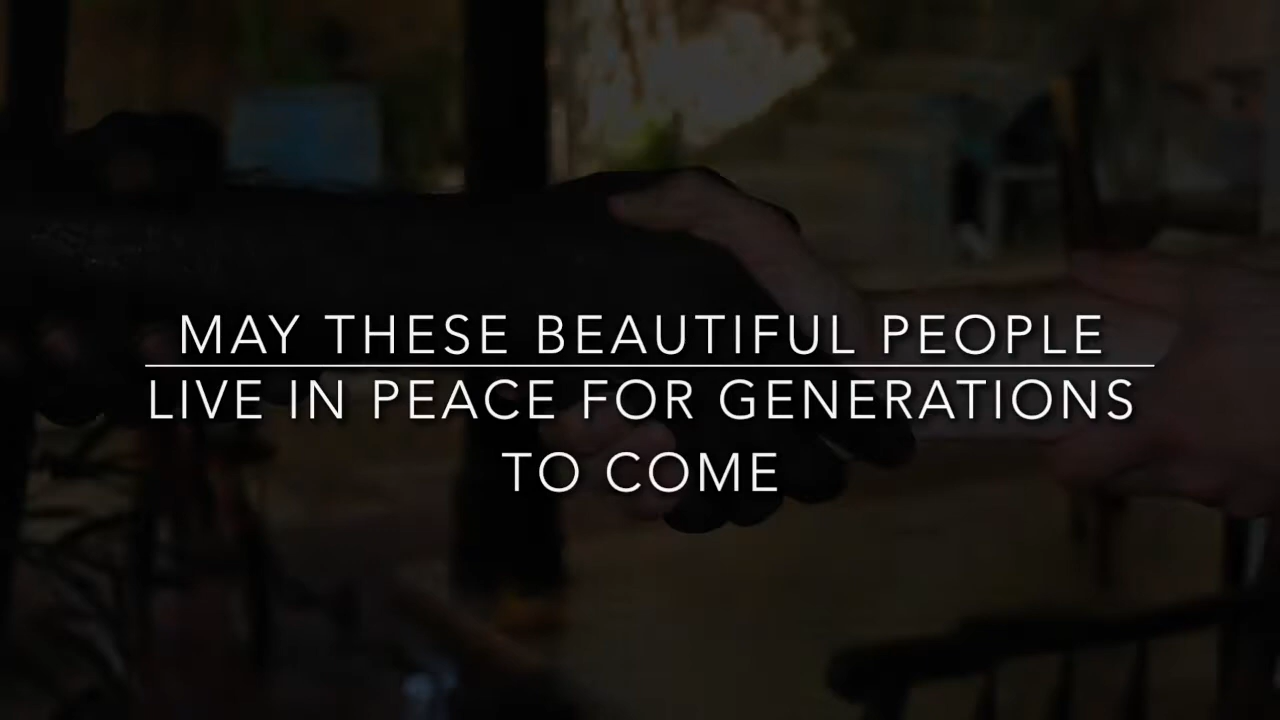 MAY THESE BEAUTIFUL PEOPLE
LIVE IN PEACE FOR GENERATIONS
TO COME